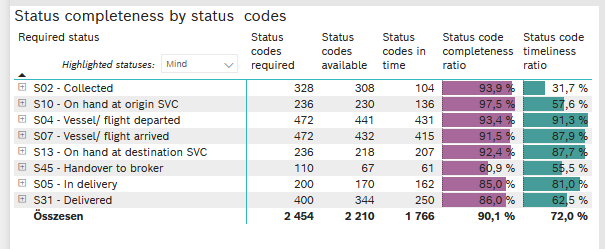 Status completeness by status codes
Required status Status codes required Status codes available Status codes in time Status code completeness ratio Status code timeliness ratio
Highlighted statuses: Mind
S02 - Collected 328 308 104 93,9 % 31,7 %
S10 - On hand at origin SVC 236 230 136 97,5 % 57,6 %
S04 - Vessel/ flight departed 472 441 431 93,4 % 91,3 %
S07 - Vessel/ flight arrived 472 432 415 91,5 % 87,9 %
S13 - On hand at destination SVC 236 218 207 92,4 % 87,7 %
S45 - Handover to broker 110 67 61 60,9 % 55,5 %
S05 - In delivery 200 170 162 85,0 % 81,0 %
S31 - Delivered 400 344 250 86,0 % 62,5 %
Összesen 2 454 2 210 1 766 90,1 % 72,0 %